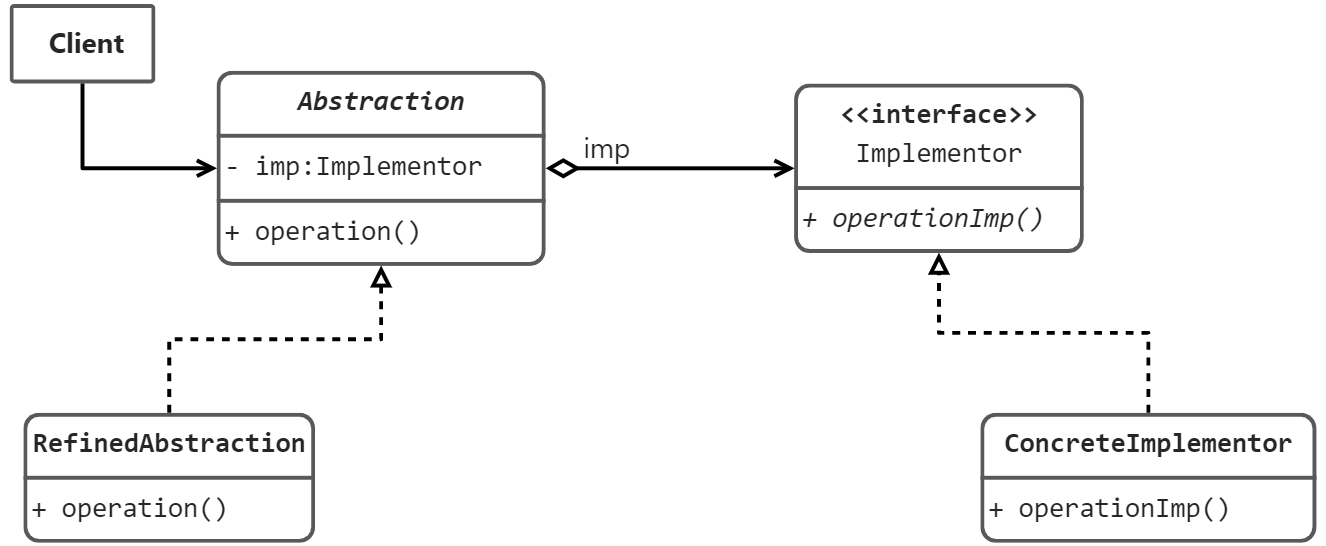 Client
Abstraction
- imp:Implementor
+ operation()
imp
<<interface>>
Implementor
+ operationImp()
RefinedAbstraction
+ operation()
ConcreteImplementor
+ operationImp()